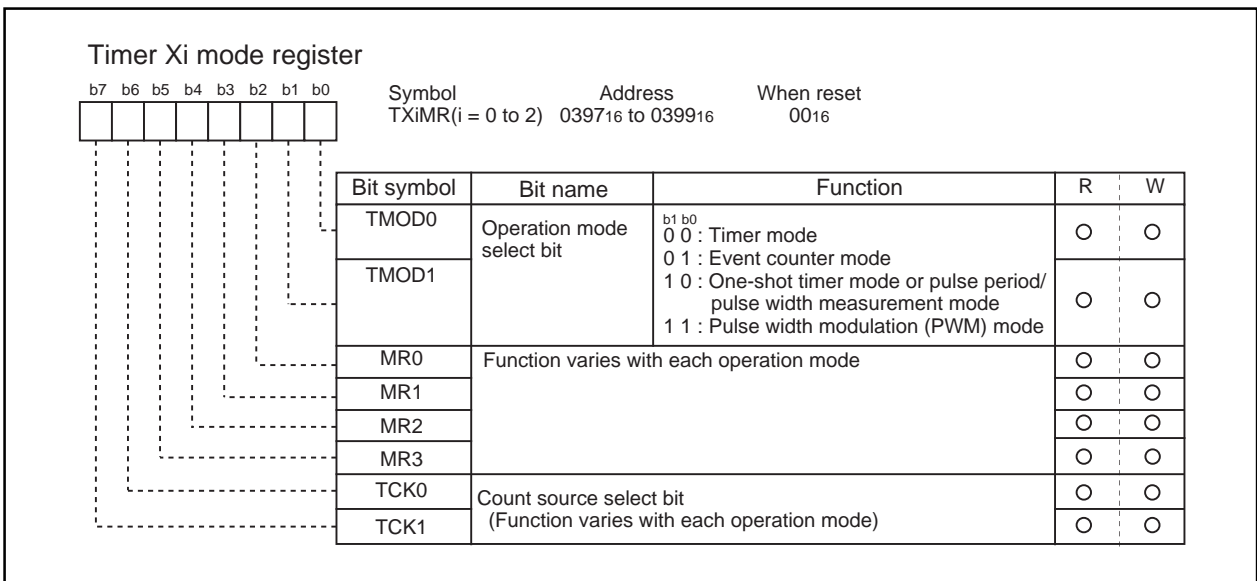 Timer Xi mode register
b7 b6 b5 b4 b3 b2 b1 b0
Symbol Address When reset
TXiMR(i = 0 to 2) 039716 to 039916 0016
Bit symbol Bit name Function R W
TMOD0 Operation mode select bit
b1 b0
0 0 : Timer mode
0 1 : Event counter mode
TMOD1
1 0 : One-shot timer mode or pulse period/
pulse width measurement mode
1 1 : Pulse width modulation (PWM) mode
MR0 Function varies with each operation mode
MR1
MR2
MR3
TCK0 Count source select bit
(Function varies with each operation mode)
TCK1